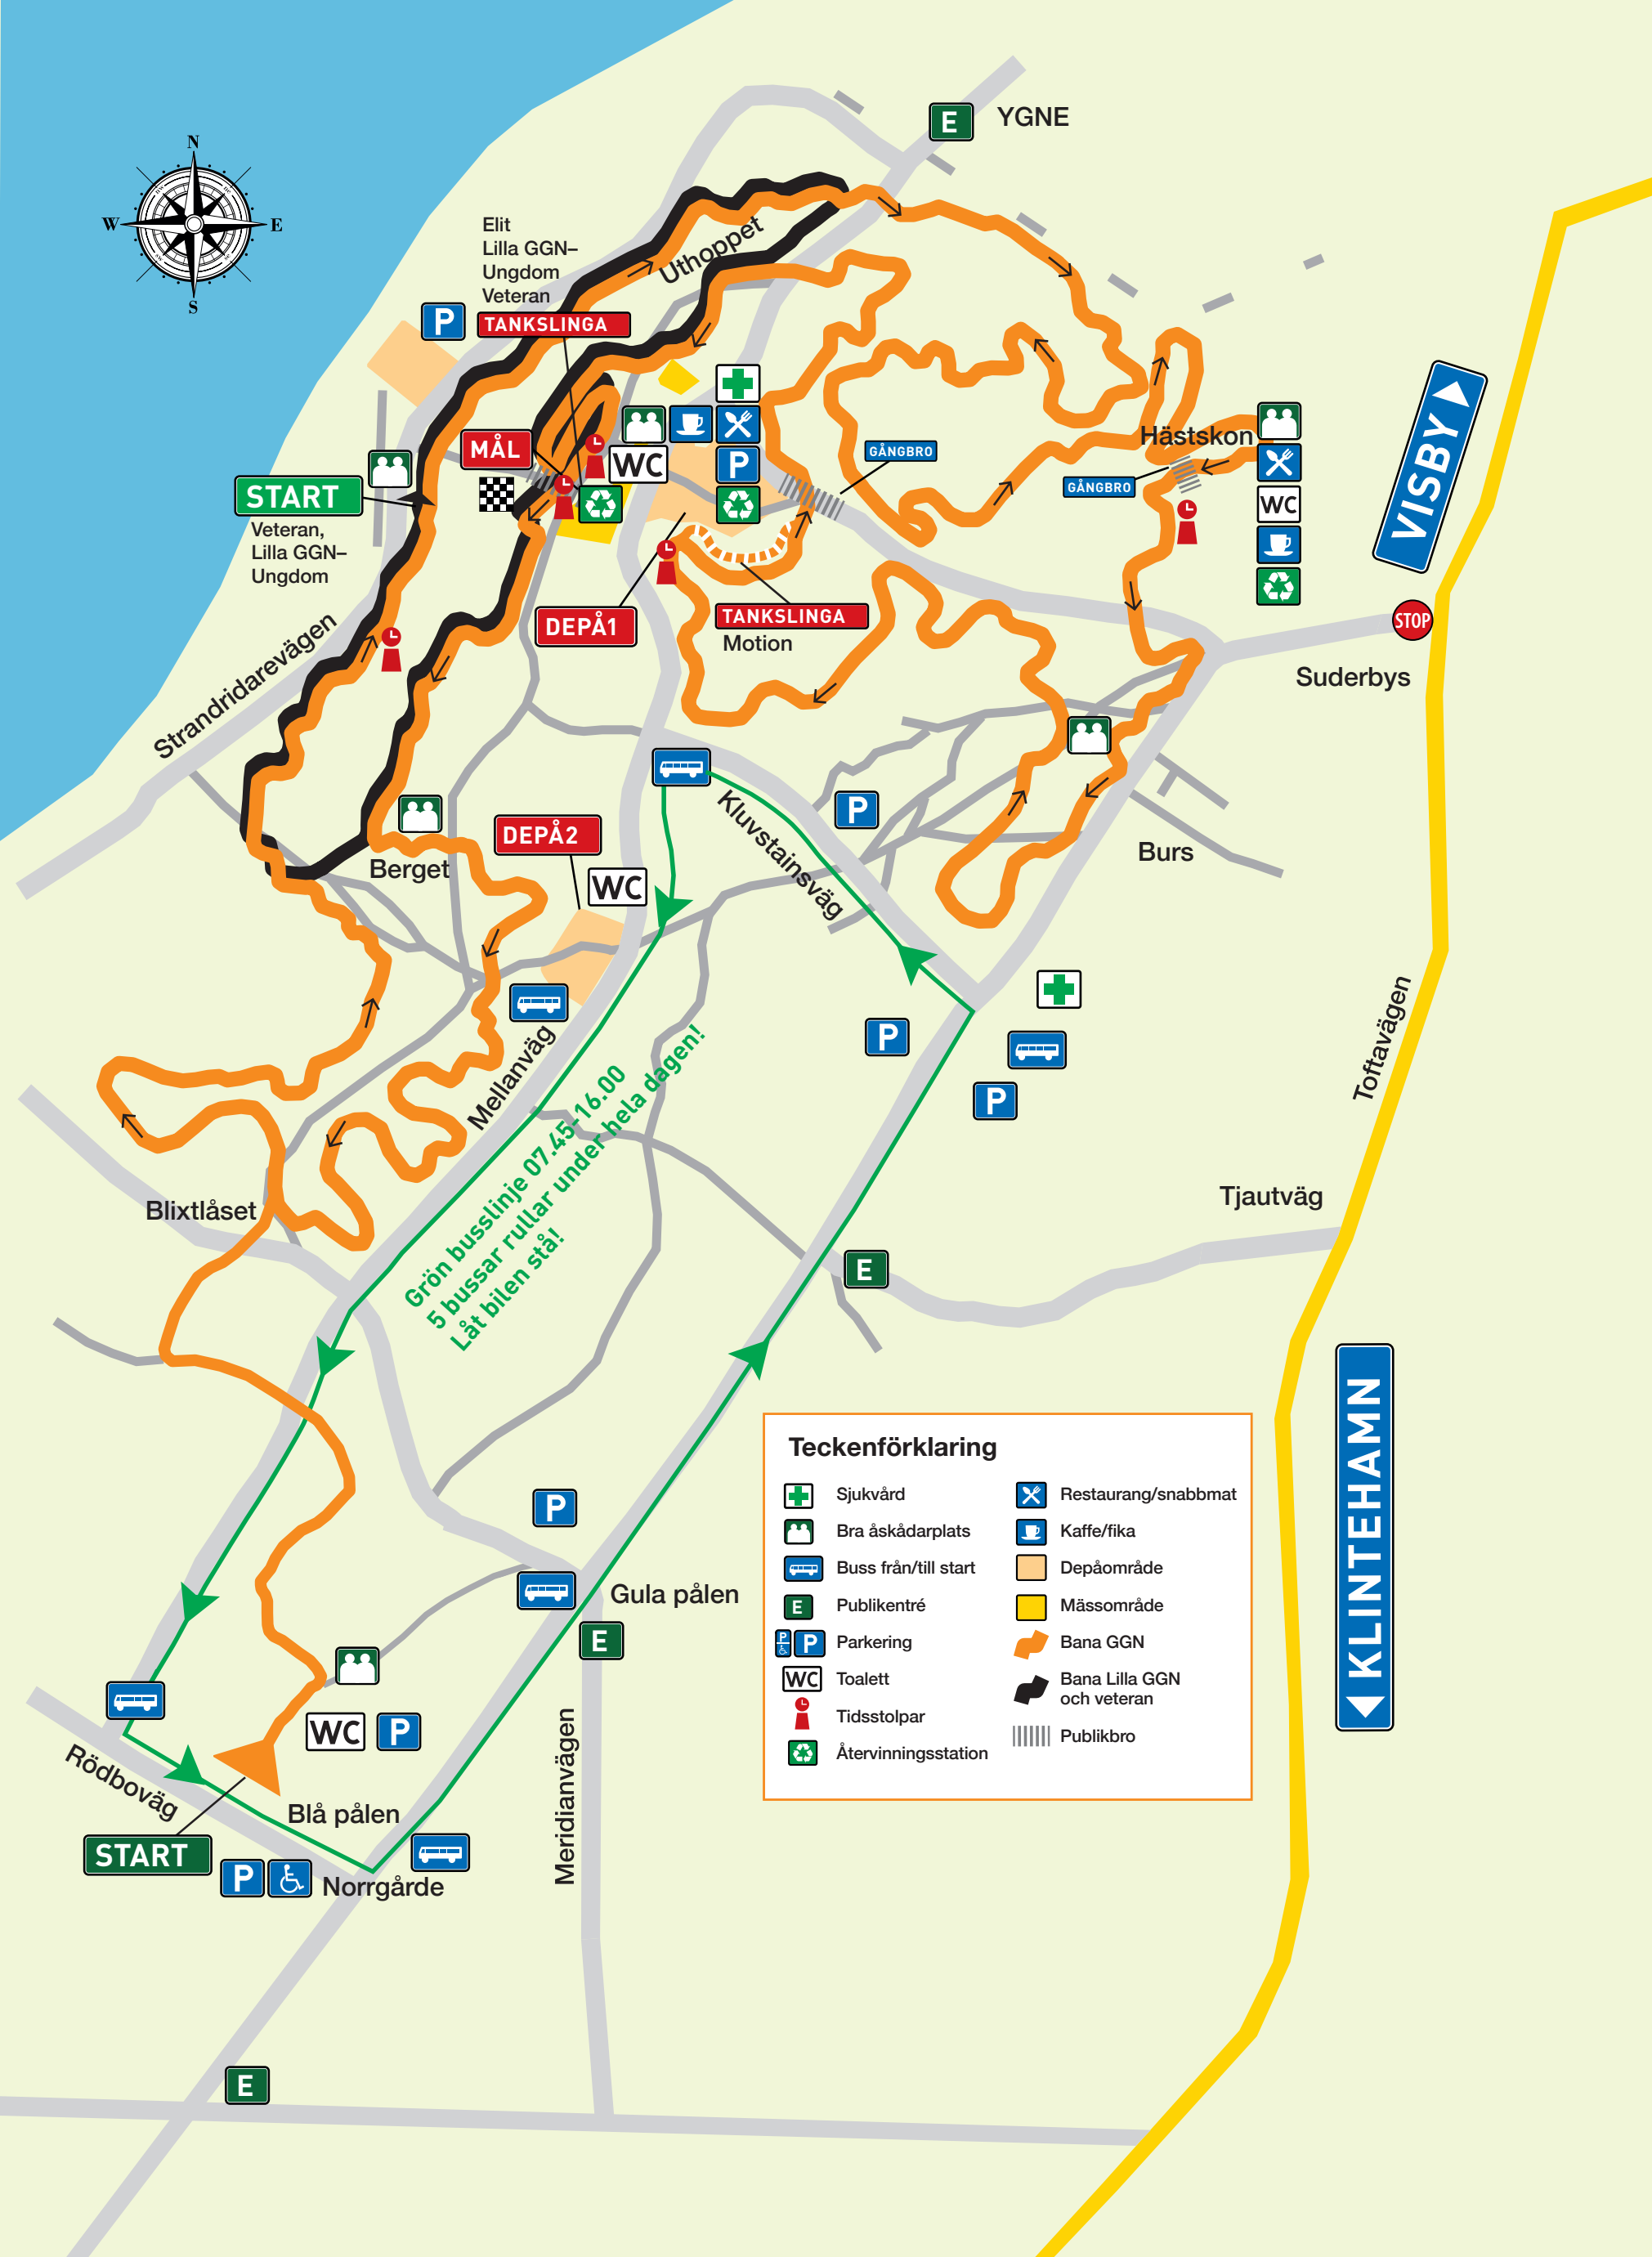 YGNE
E
N
W
E
S
Elit
Lilla GGN–
Ungdom
Veteran
TANKSLINGA
P
Uthoppet
MÅL
WC
P
GÅNGBRO
Hästskon
GÅNGBRO
WC
VISBY
START
Veteran,
Lilla GGN–
Ungdom
DEPÅ1
TANKSLINGA
Motion
STOP
Suderbys
Strandridarevägen
Kluvstainsväg
P
Burs
DEPÅ2
WC
Berget
Mellanväg
P
P
Toftavägen
Grön busslinje 07.45-16.00
5 bussar rullar under hela dagen!
Låt bilen stå!
Blixtlåset
Tjautväg
E
KLINTEHAMN
P
Gula pålen
E
Meridianvägen
WC
P
Rödboväg
Blå pålen
START
P
Norrgårde
E
Teckenförklaring
Sjukvård
Bra åskådarplats
Buss från/till start
E
Publikentré
P
P
Parkering
WC
Toalett
Tidsstolpar
Återvinningsstation
Restaurang/snabbmat
Kaffe/fika
Depåområde
Mässområde
Bana GGN
Bana Lilla GGN
och veteran
Publikbro